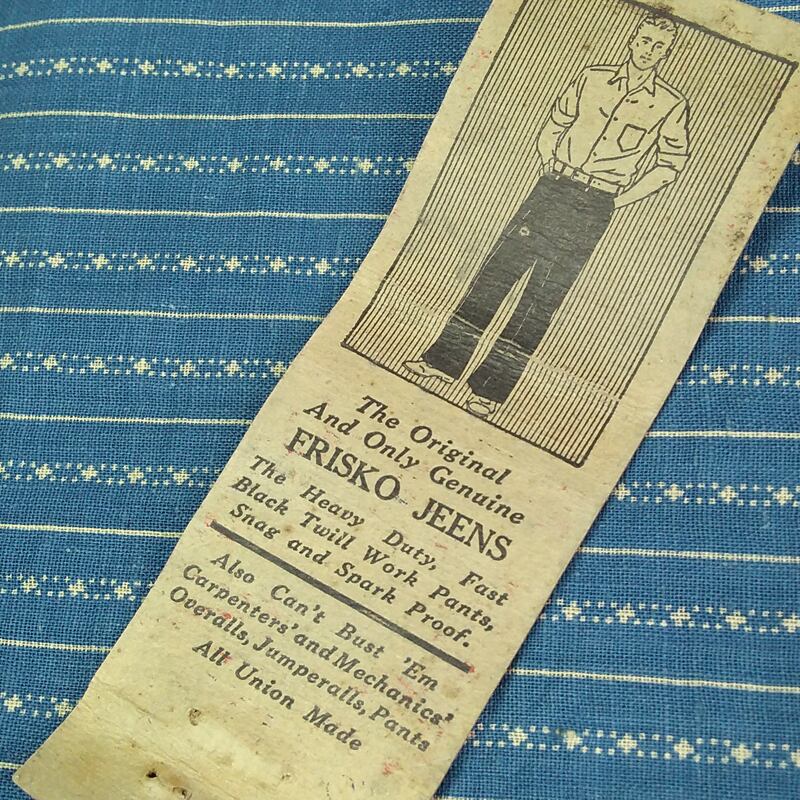 The Original
And Only Genuine
FRISKO JEENS
The Heavy Duty, Fast
Black Twill Work Pants,
Snag and Spark Proof.
Also Can't Bust 'Em
Carpenters' and Mechanics'
Overalls, Jumperalls, Pants
All Union Made